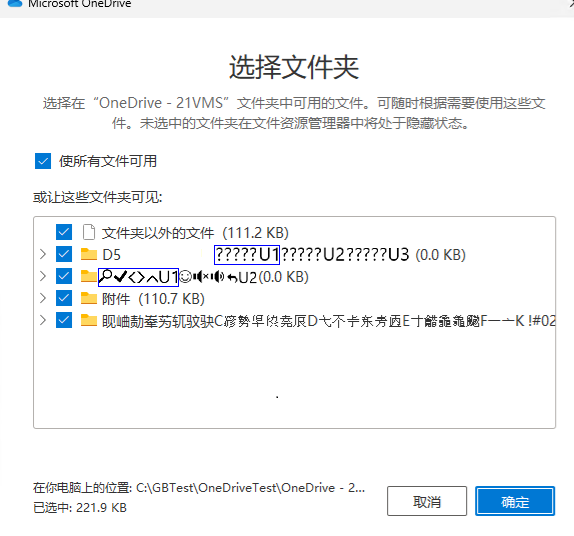 Microsoft OneDrive
选择文件夹
选择在“OneDrive - 21VMS”文件夹中可用的文件。可随时根据需要使用这些文
件。未选中的文件夹在文件资源管理器中将处于隐藏状态。
使所有文件可用
或让这些文件夹可见:
文件夹以外的文件 (111.2 KB)
D5 ?????U1?????U2?????U3 (0.0 KB)
U1 U2(0.0 KB)
附件 (110.7 KB)
在你电脑上的位置: C:\GBTest\OneDriveTest\OneDrive - 2...
已选中: 221.9 KB
取消
确定